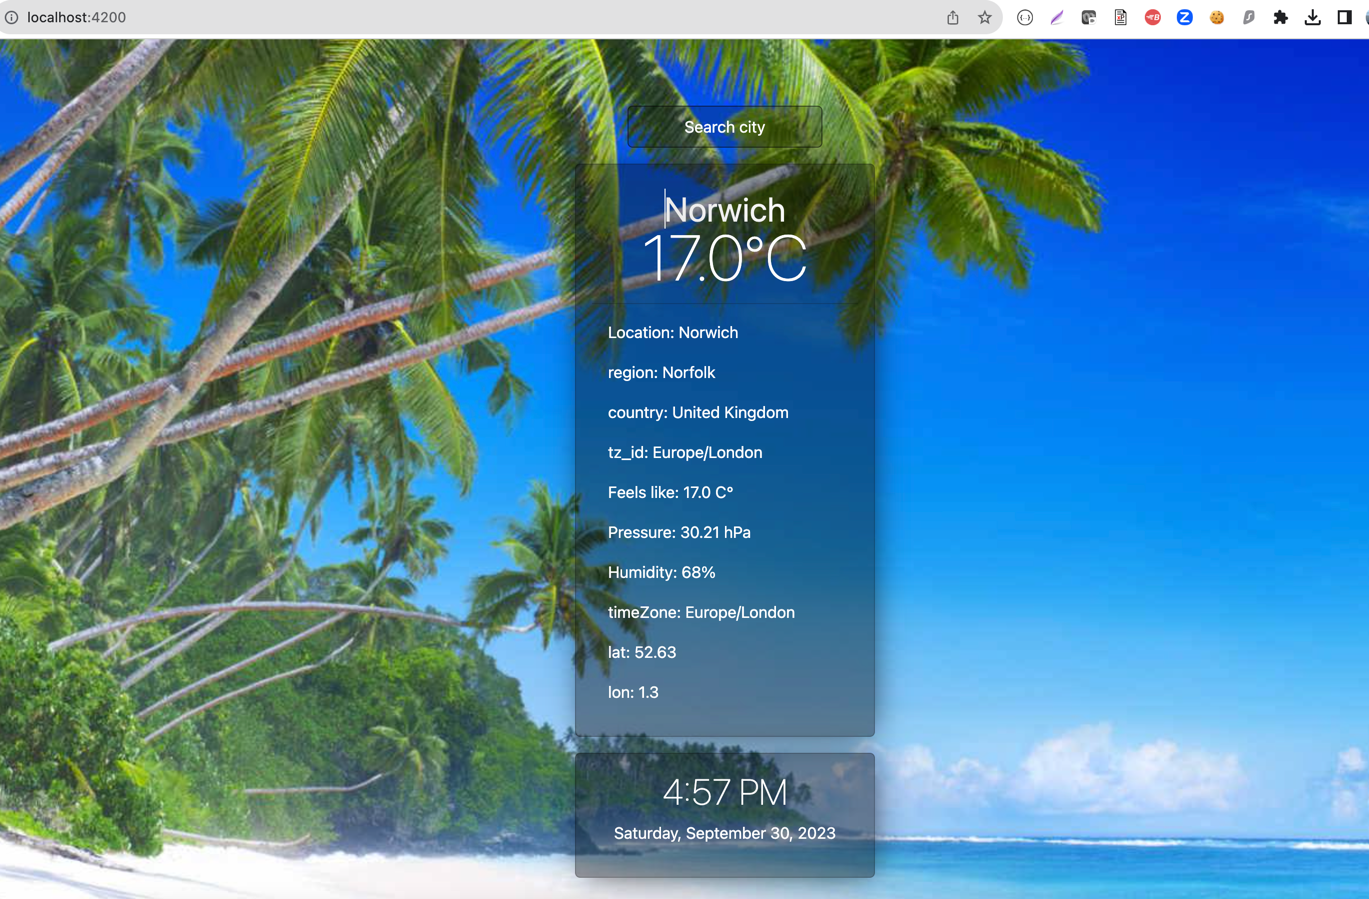 localhost:4200
Search city
Norwich
17.0°C
Location: Norwich
region: Norfolk
country: United Kingdom
tz_id: Europe/London
Feels like: 17.0 C°
Pressure: 30.21 hPa
Humidity: 68%
timeZone: Europe/London
lat: 52.63
lon: 1.3
4:57 PM
Saturday, September 30, 2023